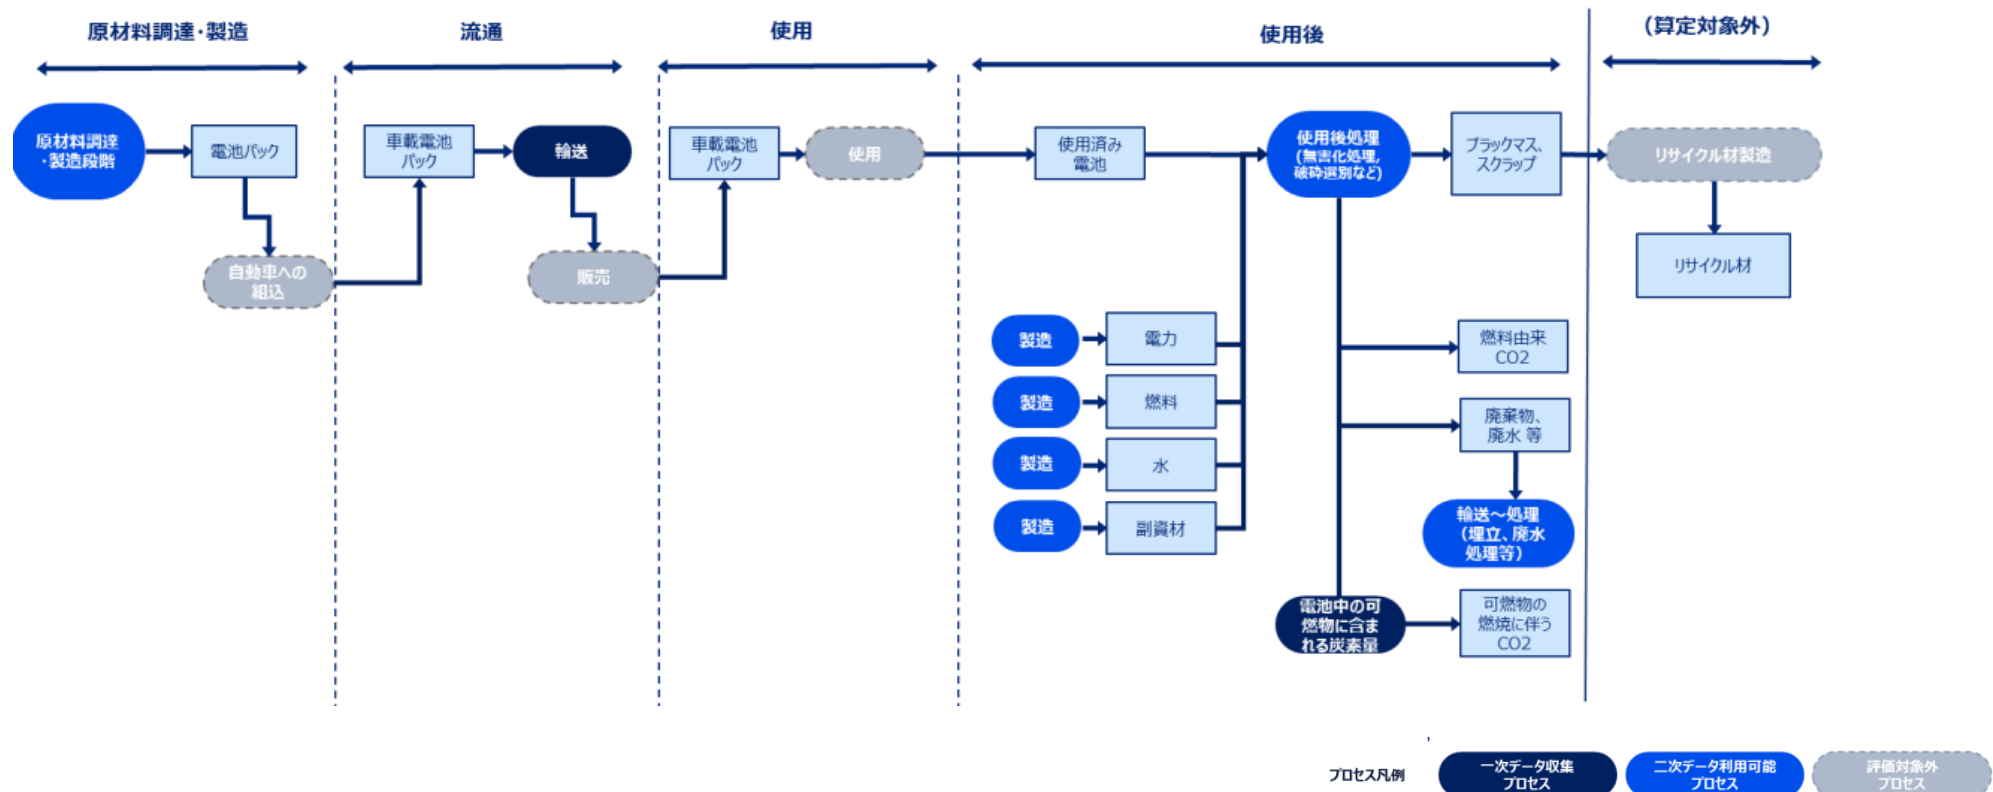 原材料調達・製造
流通
使用
使用後
(算定対象外)
原材料調達
・製造段階
電池パック
自動車への
組込
車載電池
パック
輸送
販売
車載電池
パック
使用
使用済み
電池
使用後処理
(無害化処理,
破砕選別など)
ブラックマス、
スクラップ
リサイクル材製造
リサイクル材
製造
電力
製造
燃料
製造
水
製造
副資材
燃料由来
CO2
廃棄物、
廃水 等
輸送～処理
(埋立、廃水
処理等)
電池中の可
燃物に含ま
れる炭素量
可燃物の
燃焼に伴う
CO2
プロセス凡例
一次データ収集
プロセス
二次データ利用可能
プロセス
評価対象外
プロセス